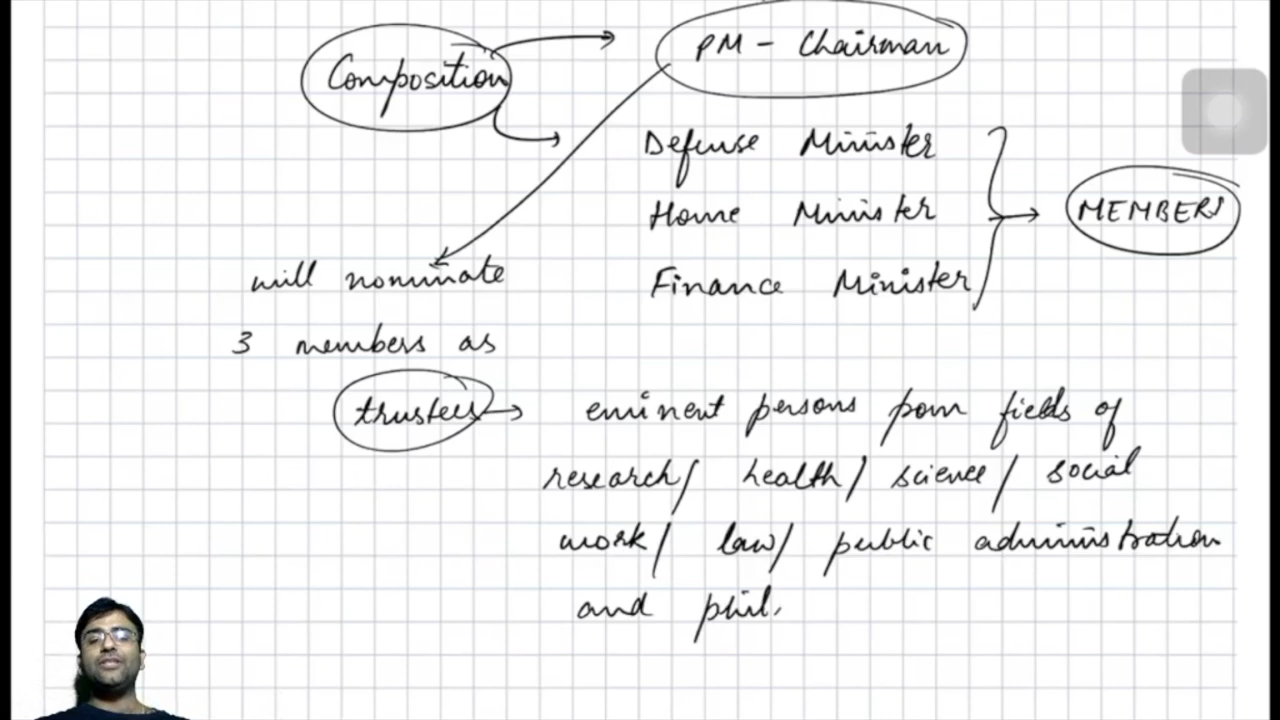 Composition
PM - Chairman
Defense Minister
Home Minister
Finance Minister
MEMBERS
will nominate
3 members as
trustees
eminent persons from fields of
research/ health/ science/ social
work/ law/ public administration
and phil.